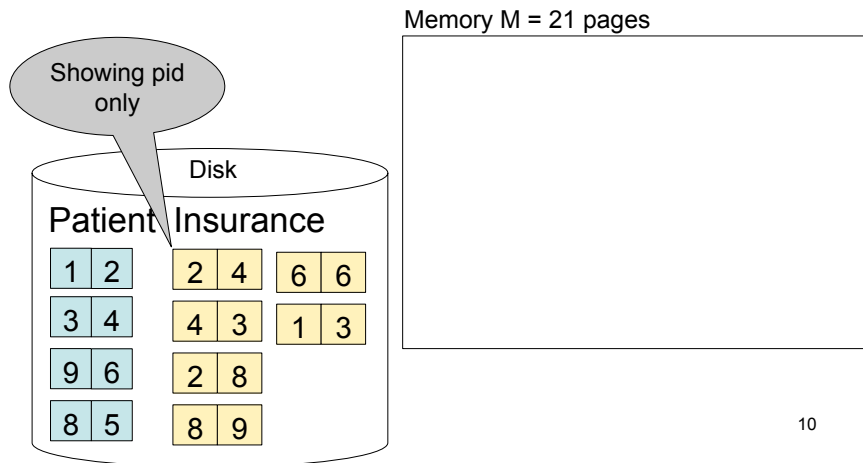 Memory M = 21 pages
Showing pid
only
Disk
Patient Insurance
1 2 2 4 6 6
3 4 4 3 1 3
9 6 2 8
8 5 8 9
10